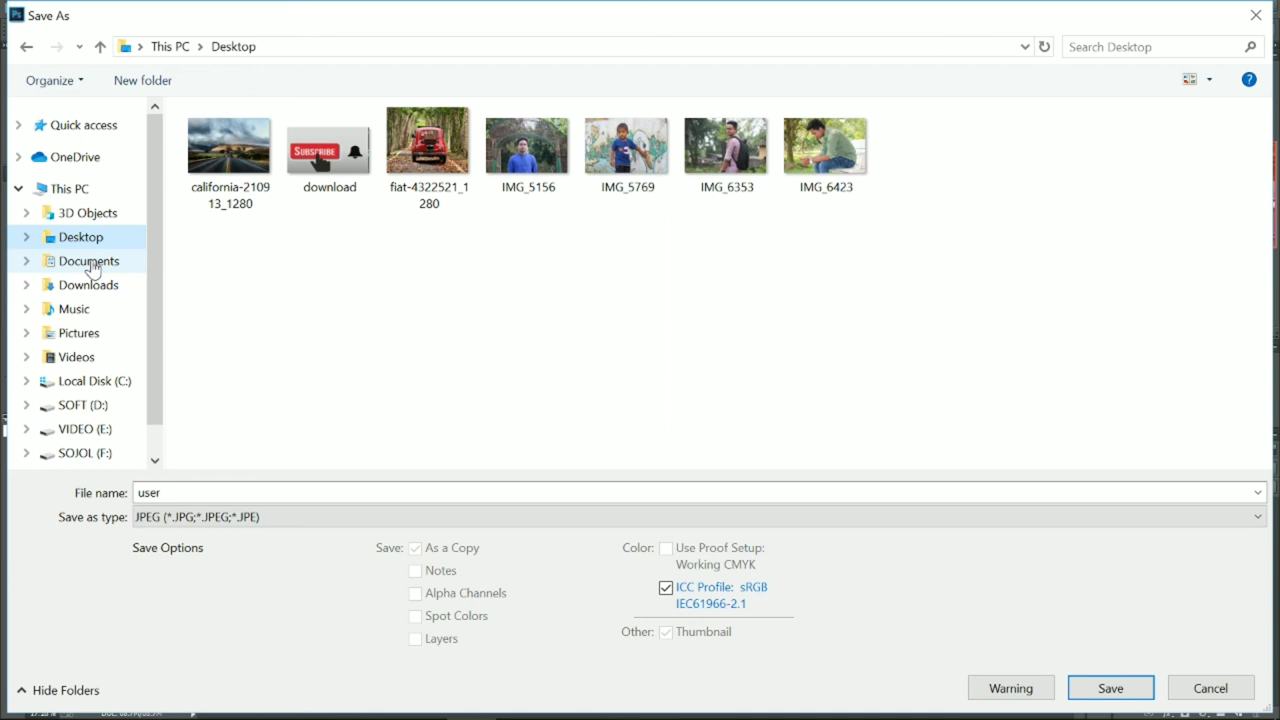 Save As
This PC > Desktop
Search Desktop
Organize
New folder
Quick access
OneDrive
This PC
3D Objects
Desktop
Documents
Downloads
Music
Pictures
Videos
Local Disk (C:)
SOFT (D:)
VIDEO (E:)
SOJOL (F:)
SUBSCRIBE
california-2109
13_1280
download
fiat-4322521_1
280
IMG_5156
IMG_5769
IMG_6353
IMG_6423
File name: user
Save as type: JPEG (*.JPG;*.JPEG;*.JPE)
Save Options
Save: As a Copy
Notes
Alpha Channels
Spot Colors
Layers
Color: Use Proof Setup:
Working CMYK
ICC Profile: sRGB
IEC61966-2.1
Other: Thumbnail
Hide Folders
Warning
Save
Cancel